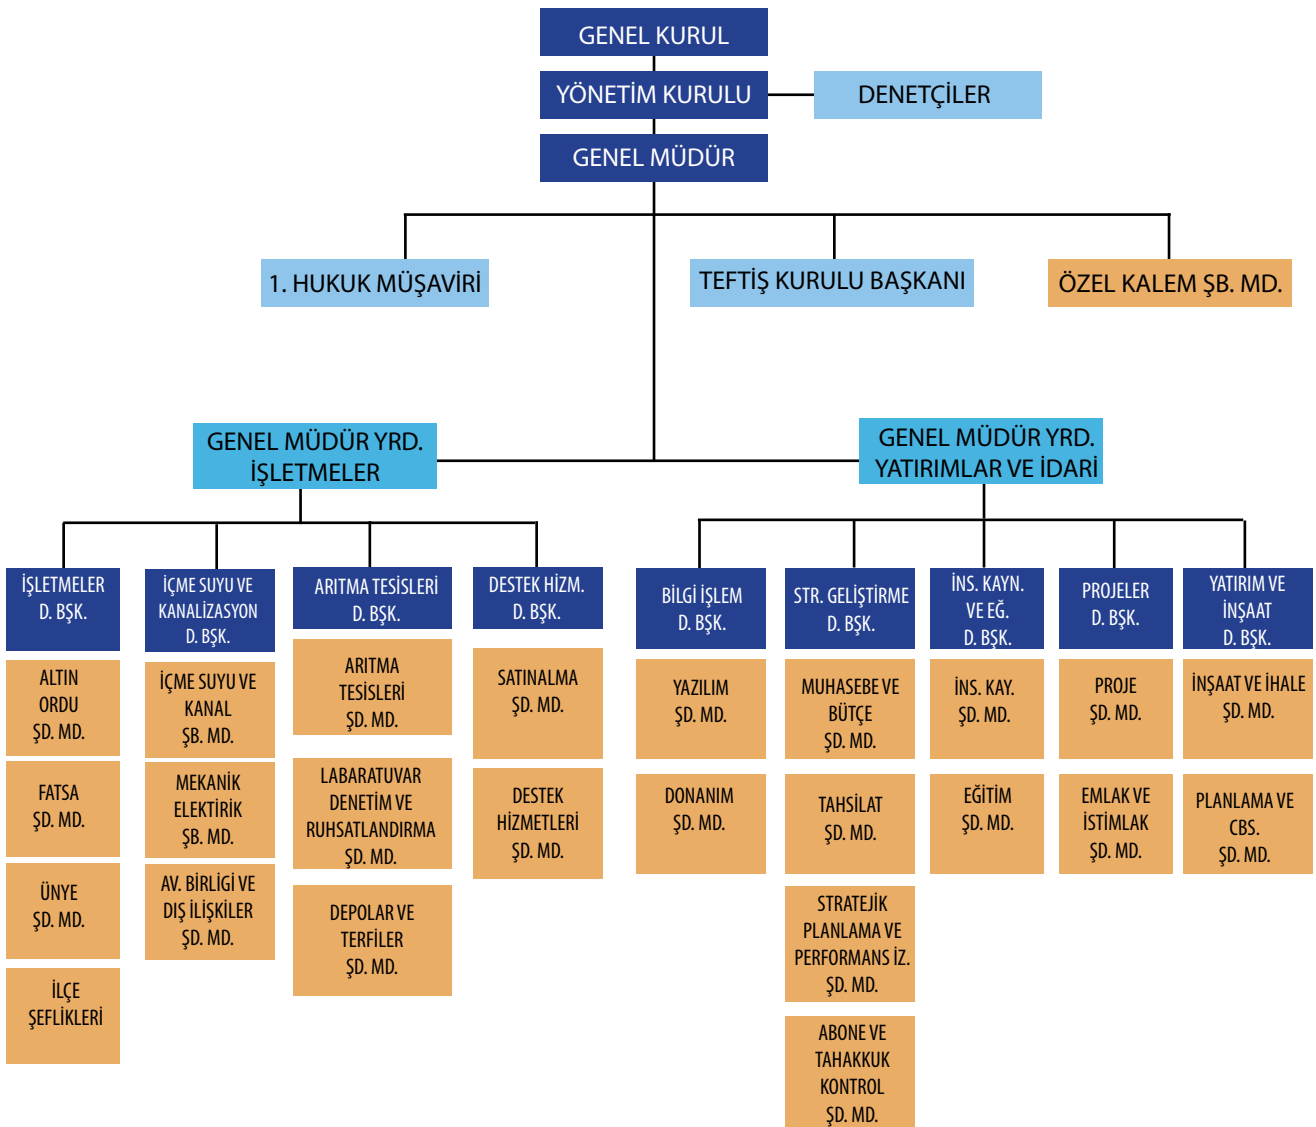 GENEL KURUL
YÖNETİM KURULU
DENETÇİLER
GENEL MÜDÜR
1. HUKUK MÜŞAVİRİ
TEFTİŞ KURULU BAŞKANI
ÖZEL KALEM ŞB. MD.
GENEL MÜDÜR YRD.
İŞLETMELER
GENEL MÜDÜR YRD.
YATIRIMLAR VE İDARİ
İŞLETMELER
D. BŞK.
ALTIN
ORDU
ŞD. MD.
FATSA
ŞD. MD.
ÜNYE
ŞD. MD.
İLÇE
ŞEFLİKLERİ
İÇME SUYU VE
KANALİZASYON
D. BŞK.
İÇME SUYU VE
KANAL
ŞB. MD.
MEKANİK
ELEKTİRİK
ŞB. MD.
AV. BİRLİGİ VE
DIŞ İLİŞKİLER
ŞD. MD.
ARITMA TESİSLERİ
D. BŞK.
ARITMA
TESİSLERİ
ŞD. MD.
LABARATUVAR
DENETİM VE
RUHSATLANDIRMA
ŞD. MD.
DEPOLAR VE
TERFİLER
ŞD. MD.
DESTEK HİZM.
D. BŞK.
SATINALMA
ŞD. MD.
DESTEK
HİZMETLERİ
ŞD. MD.
BİLGİ İŞLEM
D. BŞK.
YAZILIM
ŞD. MD.
DONANIM
ŞD. MD.
STR. GELİŞTİRME
D. BŞK.
MUHASEBE VE
BÜTÇE
ŞD. MD.
TAHSİLAT
ŞD. MD.
STRATEJİK
PLANLAMA VE
PERFORMANS İZ.
ŞD. MD.
ABONE VE
TAHAKKUK
KONTROL
ŞD. MD.
İNS. KAYN.
VE EĞ.
D. BŞK.
İNS. KAY.
ŞD. MD.
EĞİTİM
ŞD. MD.
PROJELER
D. BŞK.
PROJE
ŞD. MD.
EMLAK VE
İSTİMLAK
ŞD. MD.
YATIRIM VE
İNŞAAT
D. BŞK.
İNŞAAT VE İHALE
ŞD. MD.
PLANLAMA VE
CBS.
ŞD. MD.